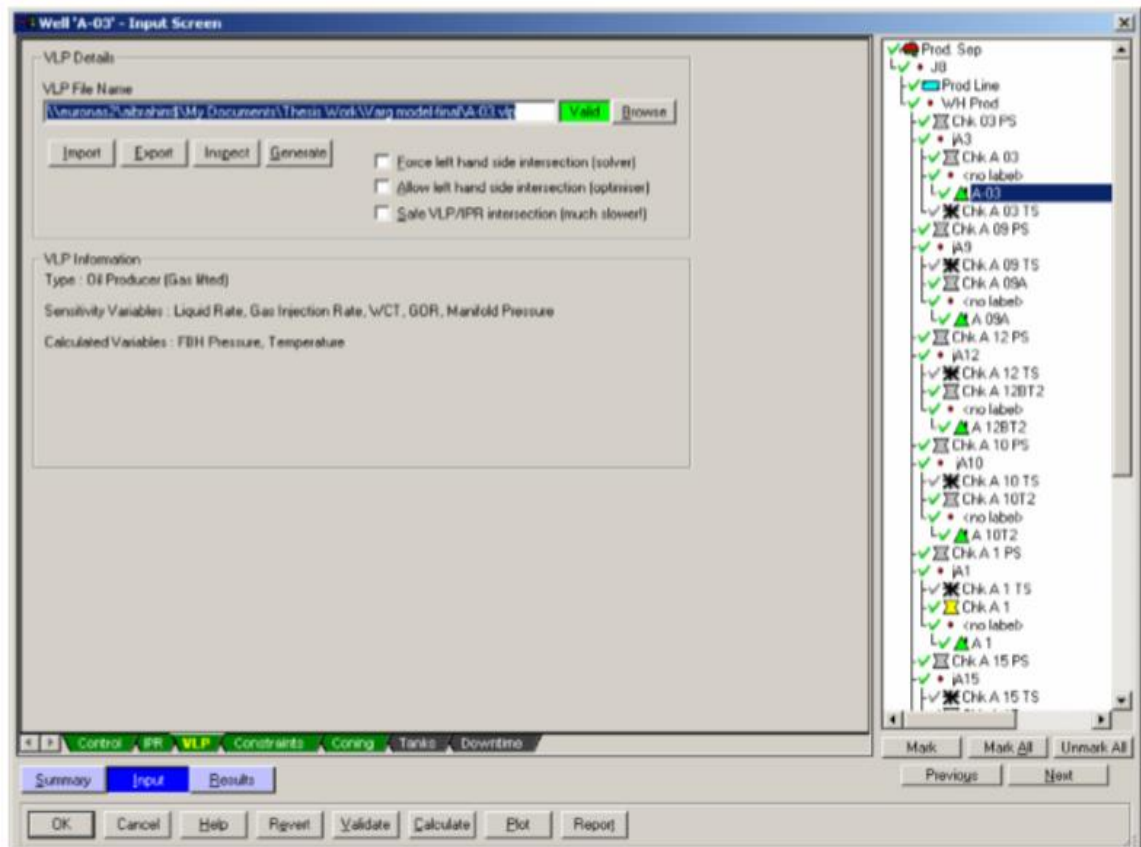 Well 'A-03' - Input Screen
VLP Details
VLP File Name
\\euronas2\aibrahim$\My Documents\Thesis Work\Varg model-final\A-03.vlp
Valid
Browse
Import Export Inspect Generate
Force left hand side intersection (solver)
Allow left hand side intersection (optimiser)
Safe VLP/IPR intersection (much slower!)
VLP Information
Type : Oil Producer (Gas lifted)
Sensitivity Variables : Liquid Rate, Gas Injection Rate, WCT, GOR, Manifold Pressure
Calculated Variables : FBH Pressure, Temperature
Control IPR VLP Constraints Coning Tanks Downtime
Summary Input Results
OK Cancel Help Revert Validate Calculate Plot Report
Prod Sep
J8
Prod Line
WH Prod
Chk 03 PS
jA3
Chk A 03
<no label>
A-03
Chk A 03 TS
Chk A 09 PS
jA9
Chk A 09 TS
Chk A 09A
<no label>
A 09A
Chk A 12 PS
jA12
Chk A 12 TS
Chk A 12BT2
<no label>
A 12BT2
Chk A 10 PS
jA10
Chk A 10 TS
Chk A 10T2
<no label>
A 10T2
Chk A 1 PS
jA1
Chk A 1 TS
Chk A 1
<no label>
A 1
Chk A 15 PS
jA15
Chk A 15 TS
Mark Mark All Unmark All
Previous Next